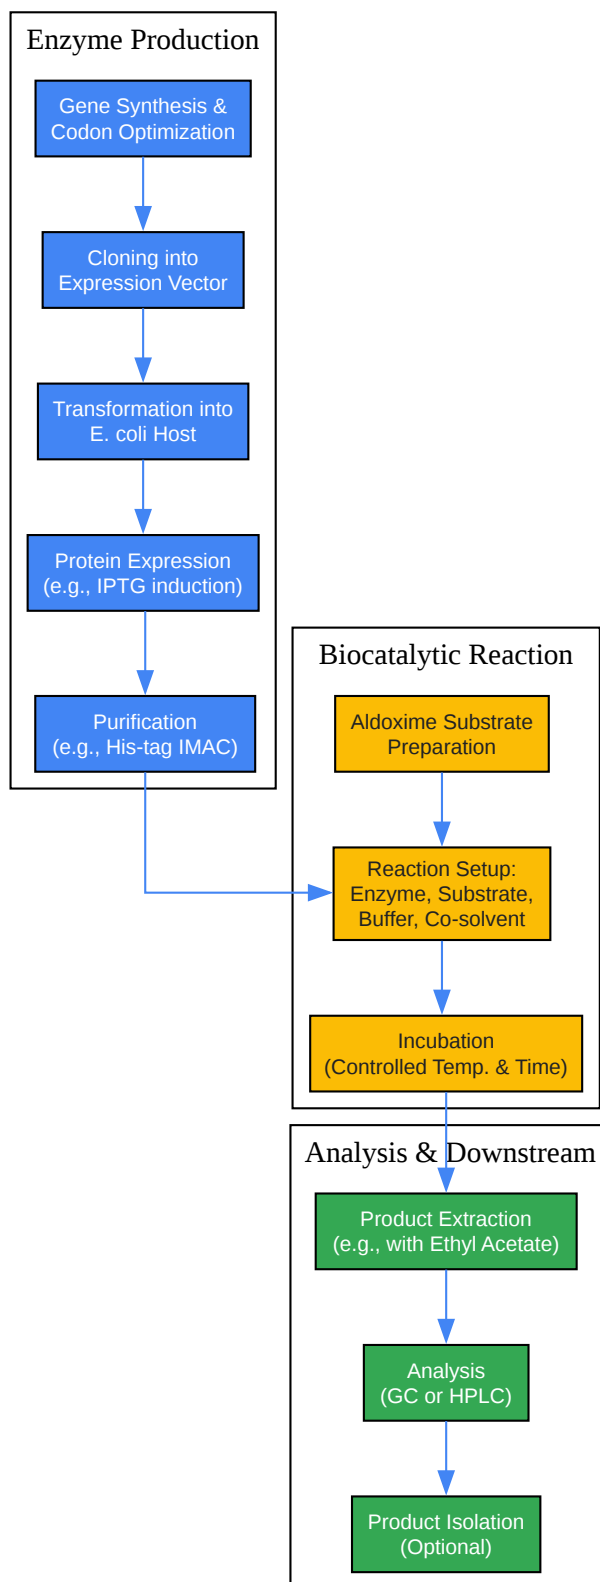 Enzyme Production
Gene Synthesis &
Codon Optimization
Cloning into
Expression Vector
Transformation into
E. coli Host
Protein Expression
(e.g., IPTG induction)
Purification
(e.g., His-tag IMAC)
Biocatalytic Reaction
Aldoxime Substrate
Preparation
Reaction Setup:
Enzyme, Substrate,
Buffer, Co-solvent
Incubation
(Controlled Temp. & Time)
Analysis & Downstream
Product Extraction
(e.g., with Ethyl Acetate)
Analysis
(GC or HPLC)
Product Isolation
(Optional)